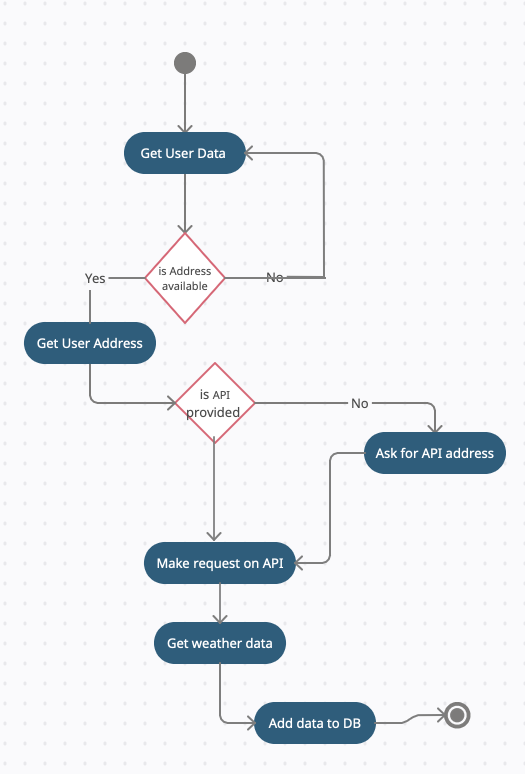 Get User Data
is Address
available
Yes
No
Get User Address
is API
provided
No
Ask for API address
Make request on API
Get weather data
Add data to DB